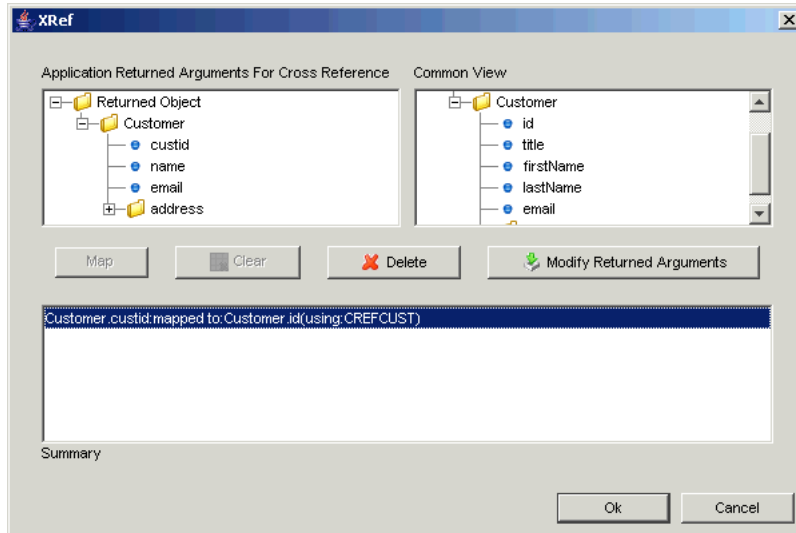 XRef
Application Returned Arguments For Cross Reference
Common View
Returned Object
Customer
custid
name
email
address
Customer
id
title
firstName
lastName
email
Map
Clear
Delete
Modify Returned Arguments
Customer.custid:mapped to:Customer.id(using:CREFCUST)
Summary
Ok
Cancel